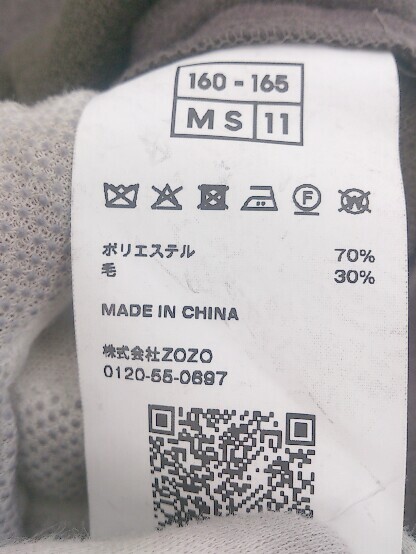 160 - 165
M S 11
F W
ポリエステル 70%
毛 30%
MADE IN CHINA
株式会社ZOZO
0120-55-0697